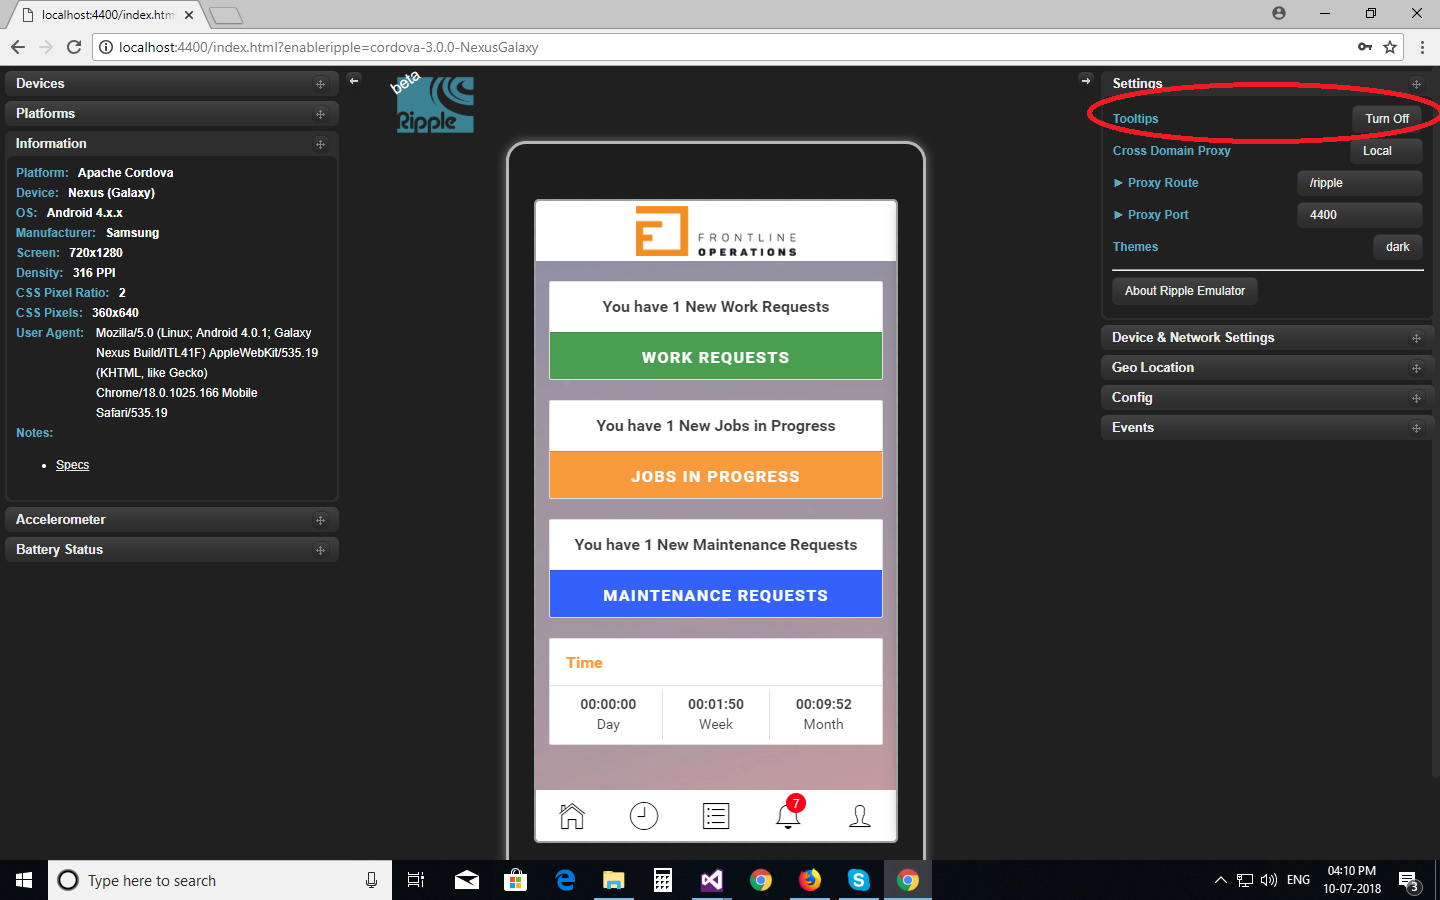 localhost:4400/index.htm
localhost:4400/index.html?enableripple=cordova-3.0.0-NexusGalaxy
Devices
Platforms
Information
Platform: Apache Cordova
Device: Nexus (Galaxy)
OS: Android 4.x.x
Manufacturer: Samsung
Screen: 720x1280
Density: 316 PPI
CSS Pixel Ratio: 2
CSS Pixels: 360x640
User Agent: Mozilla/5.0 (Linux; Android 4.0.1; Galaxy
Nexus Build/ITL41F) AppleWebKit/535.19
(KHTML, like Gecko)
Chrome/18.0.1025.166 Mobile
Safari/535.19
Notes:
Specs
Accelerometer
Battery Status
beta
Ripple
FRONTLINE
OPERATIONS
You have 1 New Work Requests
WORK REQUESTS
You have 1 New Jobs in Progress
JOBS IN PROGRESS
You have 1 New Maintenance Requests
MAINTENANCE REQUESTS
Time
00:00:00 00:01:50 00:09:52
Day Week Month
7
Settings
Tooltips Turn Off
Cross Domain Proxy Local
Proxy Route /ripple
Proxy Port 4400
Themes dark
About Ripple Emulator
Device & Network Settings
Geo Location
Config
Events
Type here to search
ENG
04:10 PM
10-07-2018
3